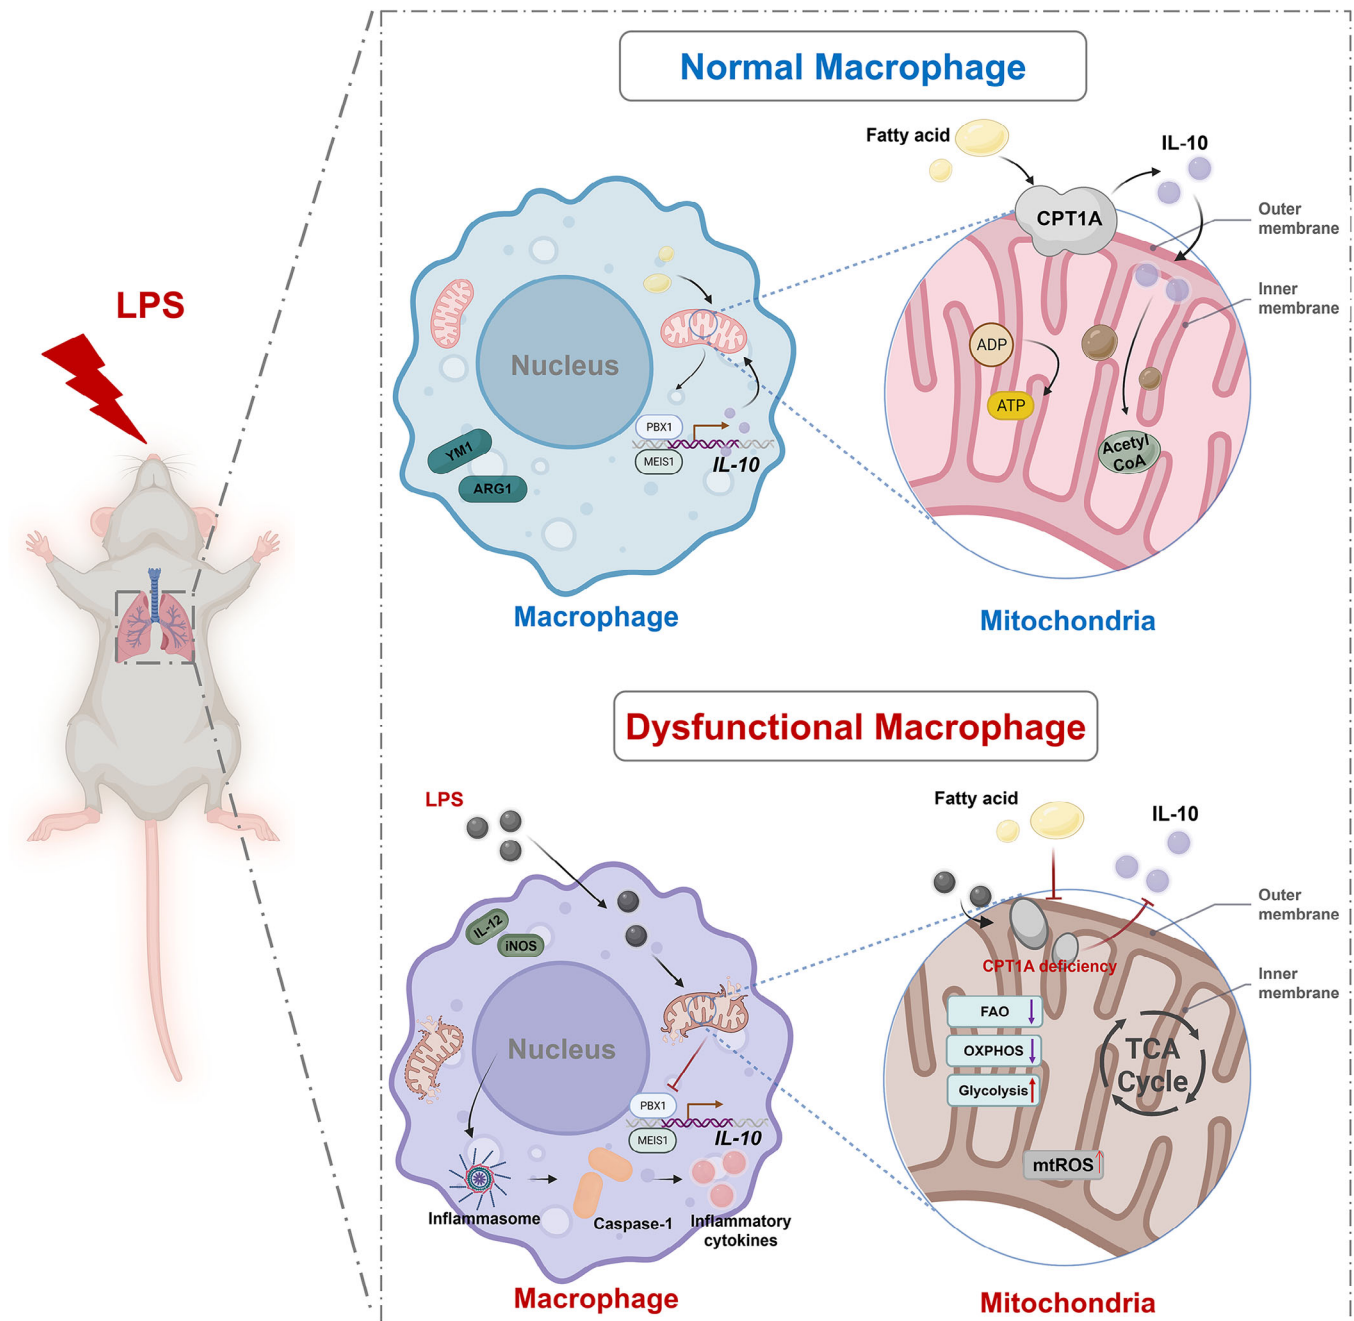 LPS
Normal Macrophage
Fatty acid
IL-10
CPT1A
Outer
membrane
Inner
membrane
ADP
ATP
Acetyl
CoA
Nucleus
PBX1
MEIS1
IL-10
YM1
ARG1
Macrophage
Mitochondria
Dysfunctional Macrophage
LPS
Fatty acid
IL-10
IL-12
iNOS
Outer
membrane
CPT1A deficiency
Inner
membrane
FAO
OXPHOS
Glycolysis
TCA
Cycle
mtROS
Nucleus
PBX1
MEIS1
IL-10
Inflammasome
Caspase-1
Inflammatory
cytokines
Macrophage
Mitochondria